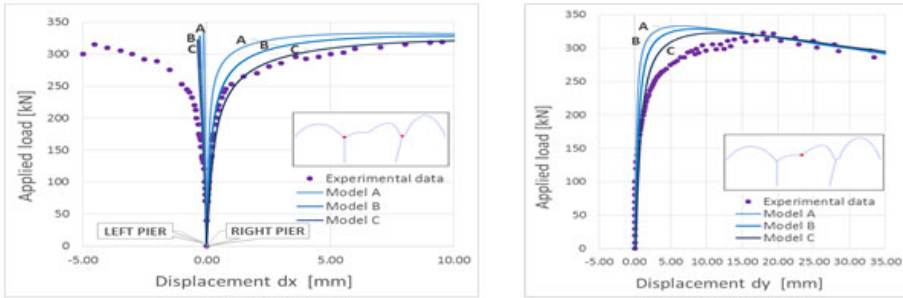 350
300
250
200
150
100
50
0
Applied load [kN]
A
B
C
A
B
C
Experimental data
Model A
Model B
Model C
LEFT PIER
RIGHT PIER
-5.00 0.00 5.00 10.00
Displacement dx [mm]
350
300
250
200
150
100
50
0
Applied load [kN]
A
B
C
Experimental data
Model A
Model B
Model C
-5.00 0.00 5.00 10.00 15.00 20.00 25.00 30.00 35.00
Displacement dy [mm]